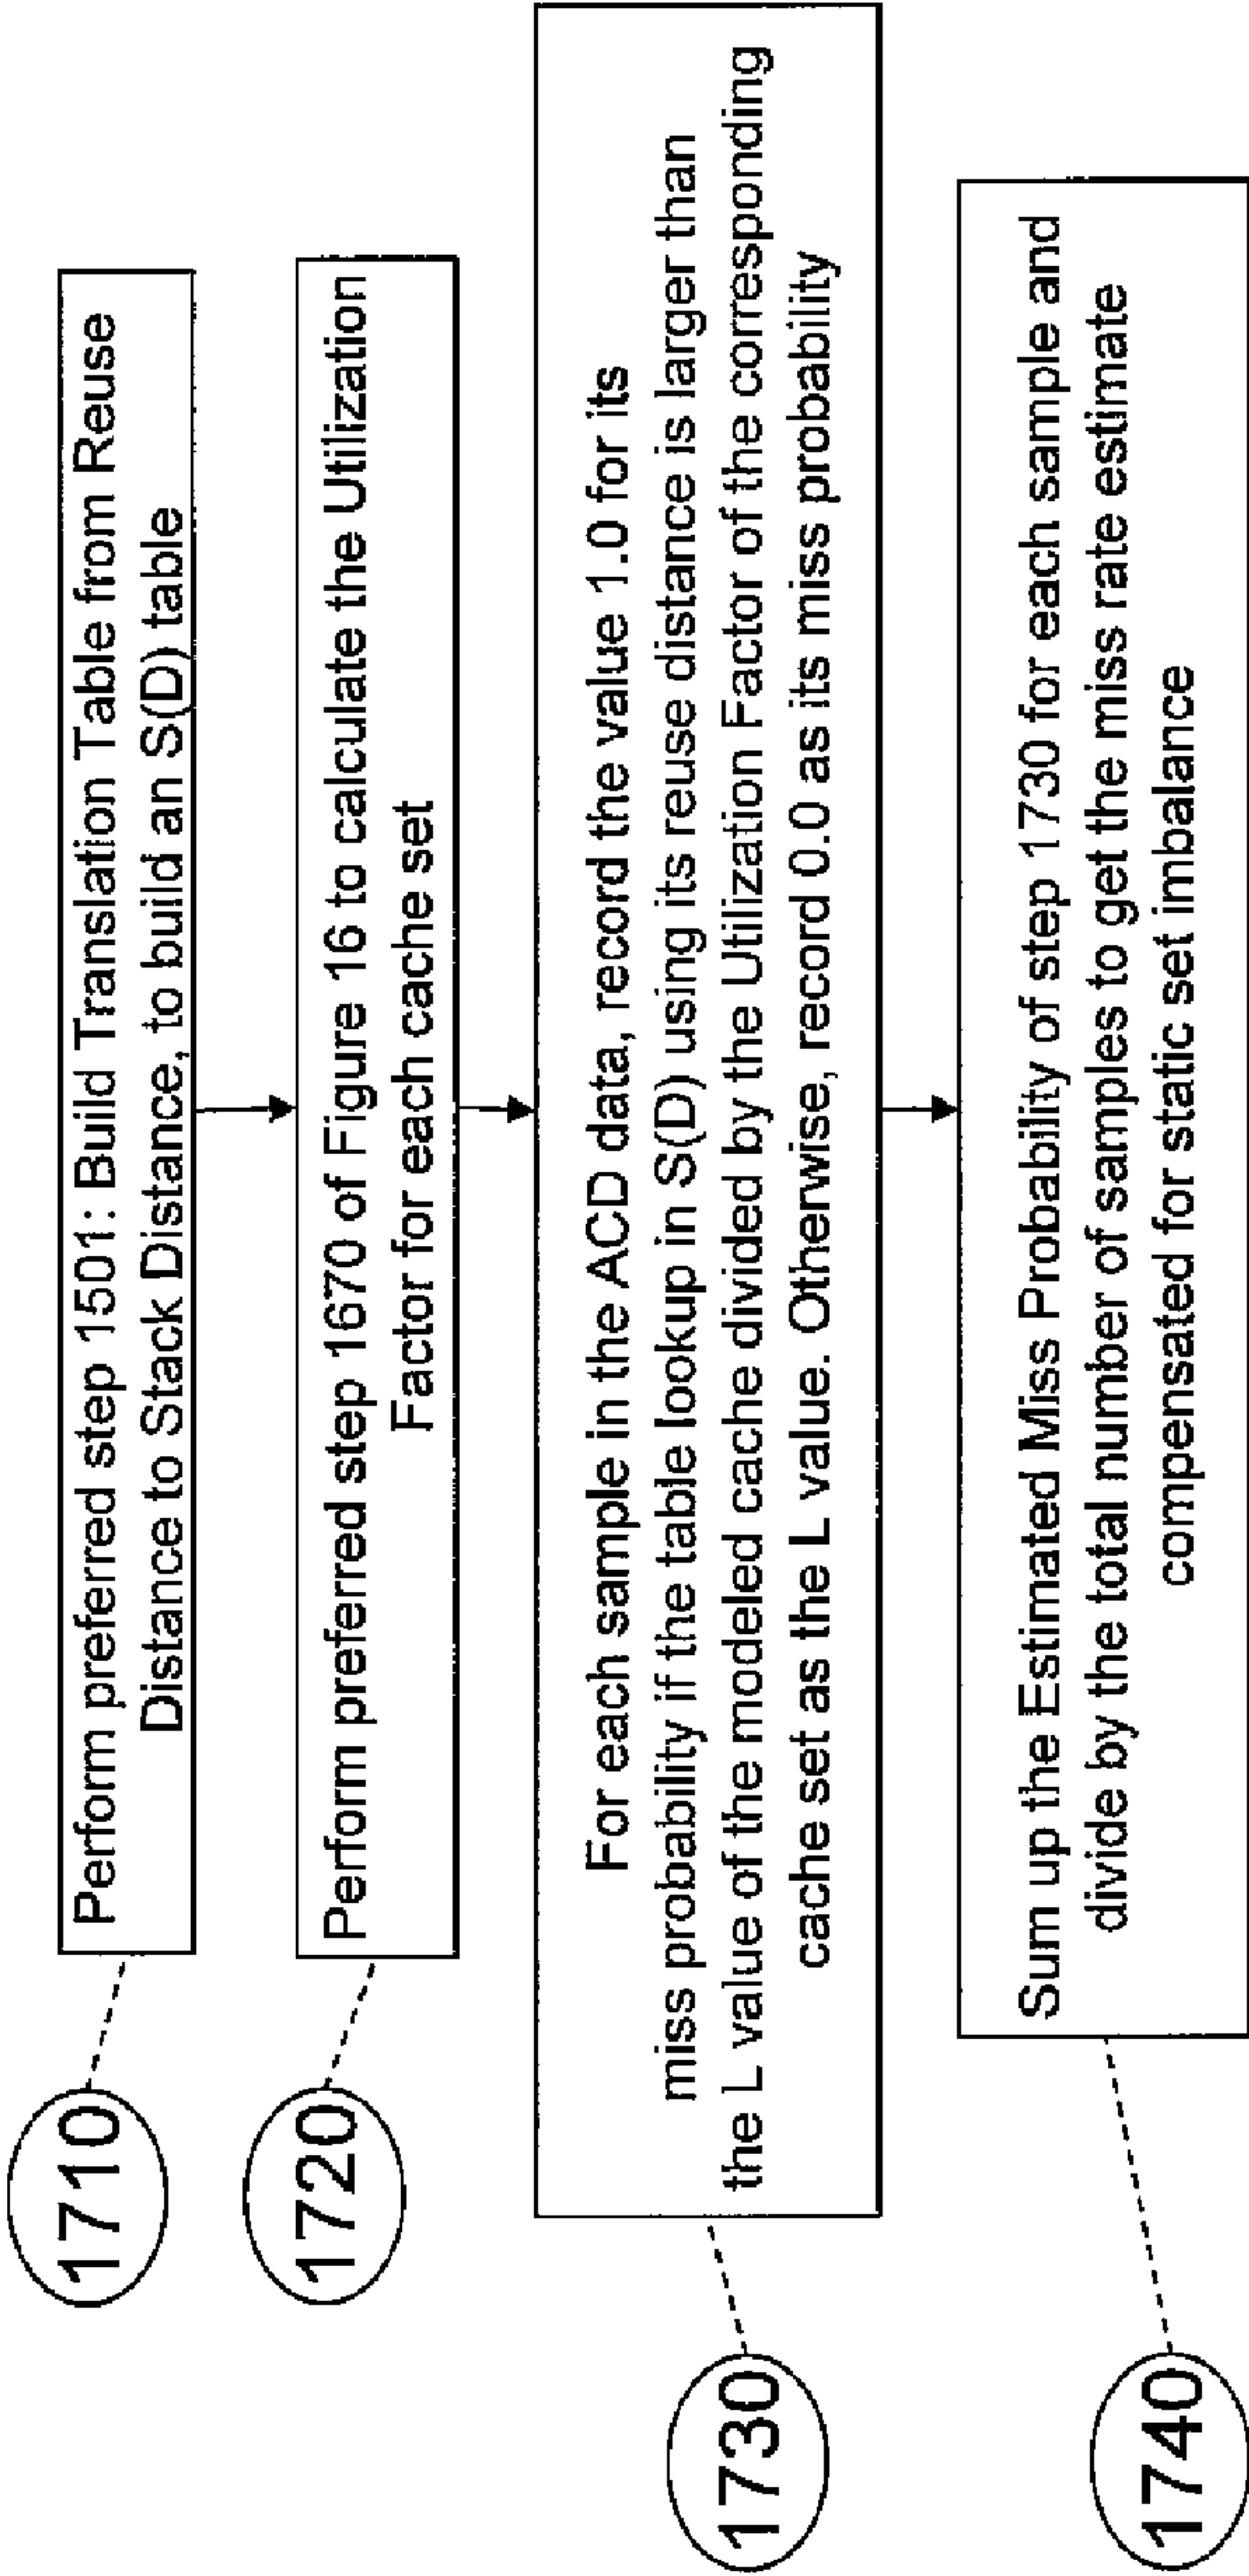 1710
Perform preferred step 1501: Build Translation Table from Reuse
Distance to Stack Distance, to build an S(D) table
1720
Perform preferred step 1670 of Figure 16 to calculate the Utilization
Factor for each cache set
1730
For each sample in the ACD data, record the value 1.0 for its
miss probability if the table lookup in S(D) using its reuse distance is larger than
the L value of the modeled cache divided by the Utilization Factor of the corresponding
cache set as the L value. Otherwise, record 0.0 as its miss probability
1740
Sum up the Estimated Miss Probability of step 1730 for each sample and
divide by the total number of samples to get the miss rate estimate
compensated for static set imbalance